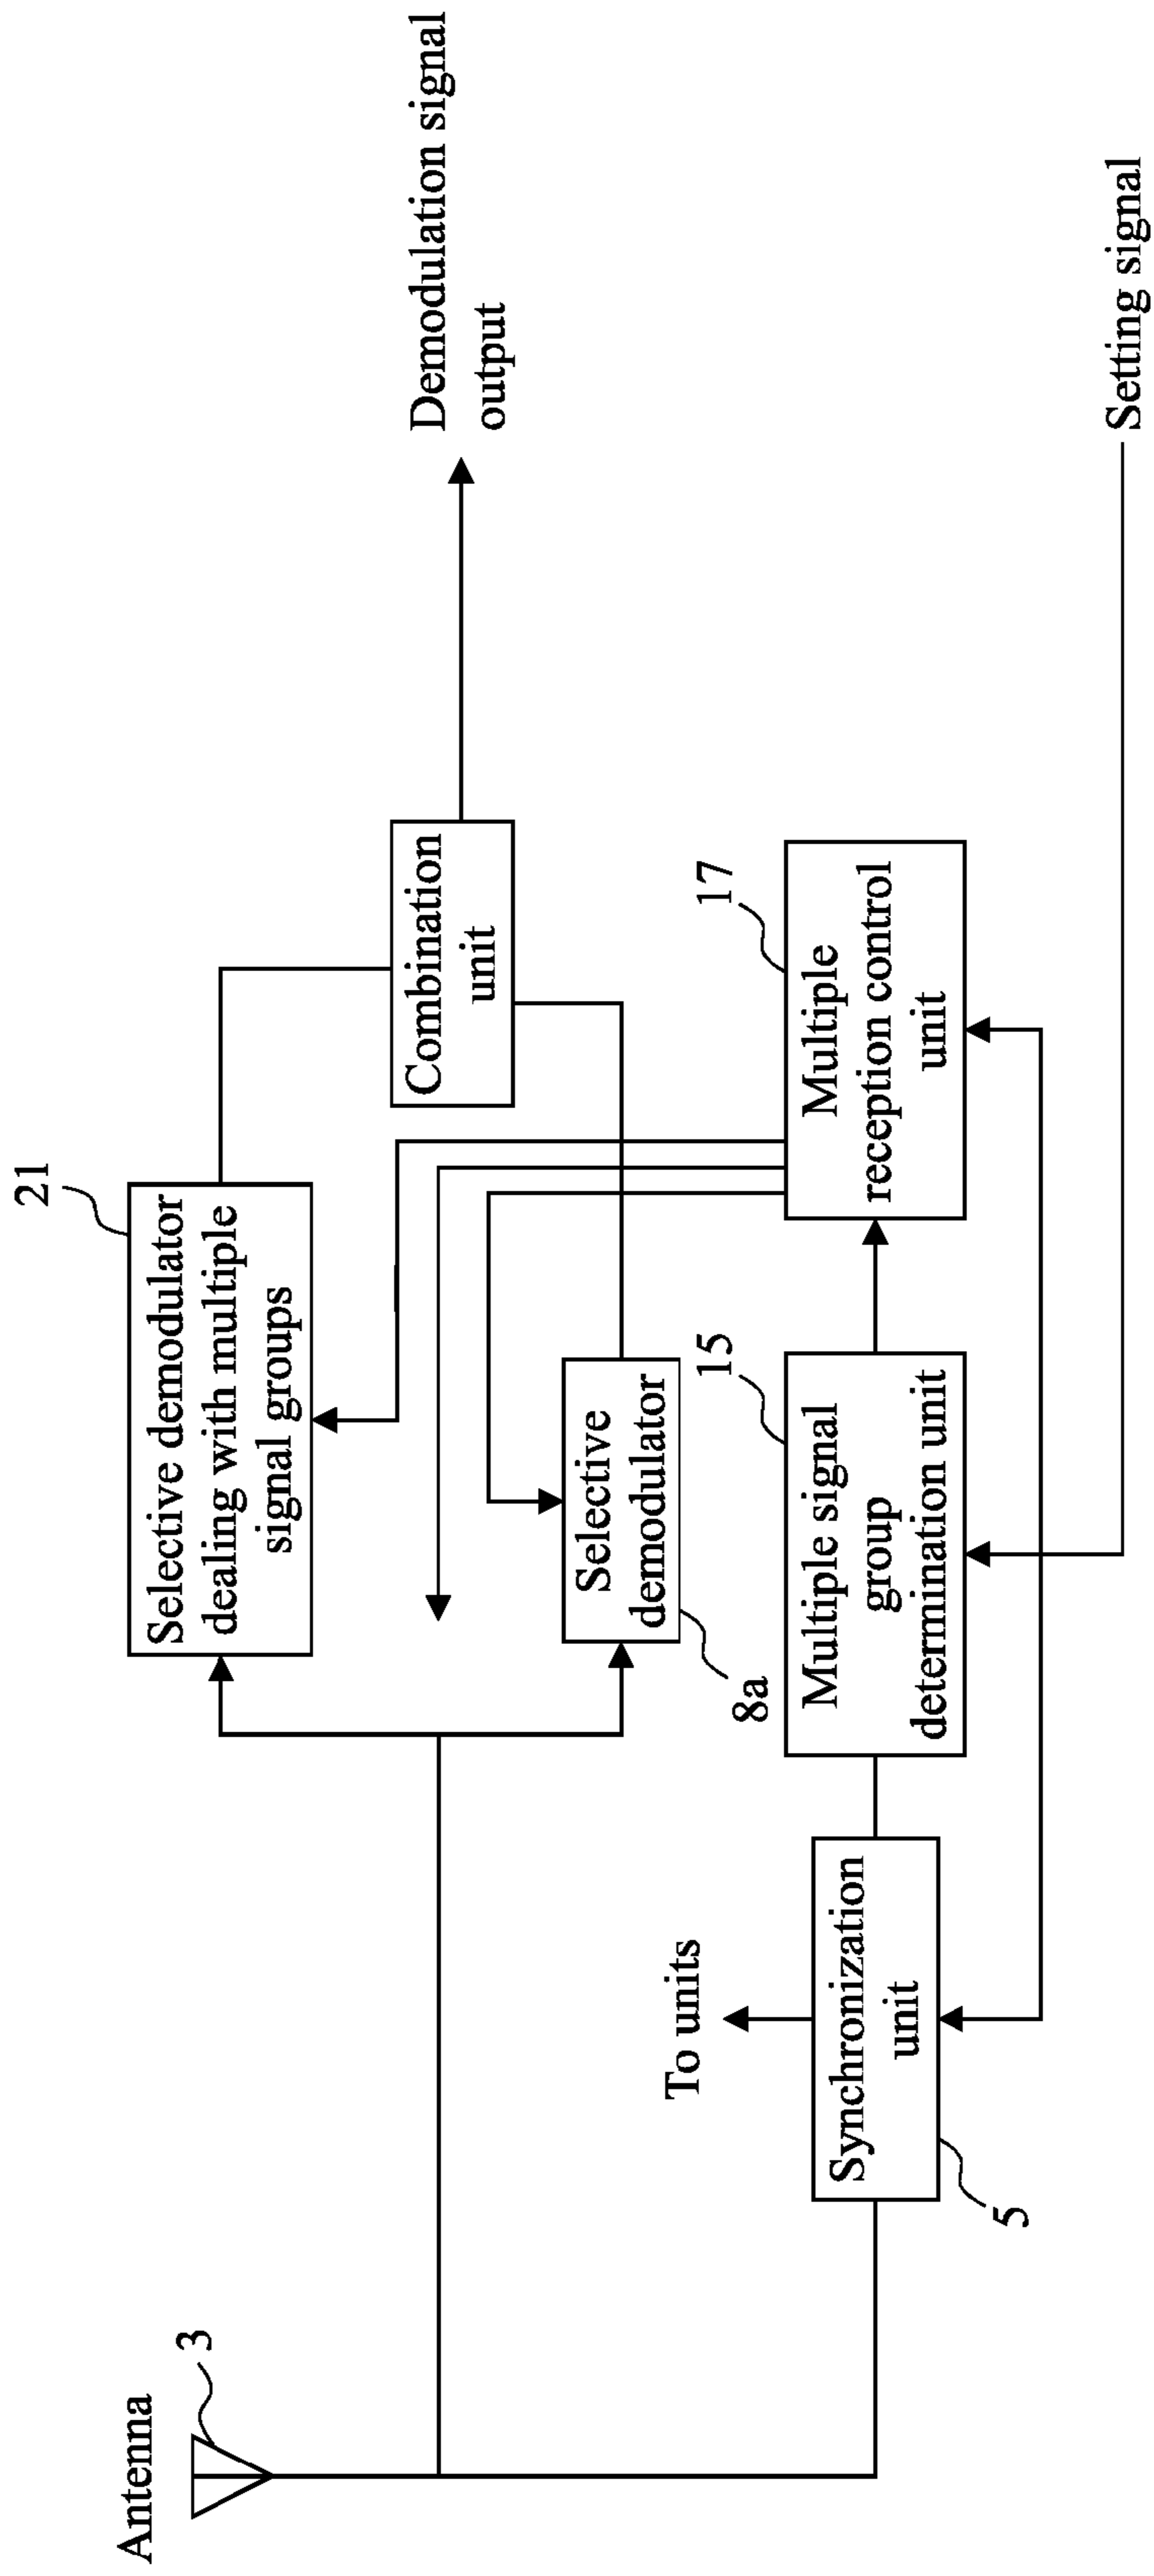 Antenna
3
21
Selective demodulator
dealing with multiple
signal groups
Combination
unit
Demodulation signal
output
Selective
demodulator
8a
To units
Synchronization
unit
5
15
Multiple signal
group
determination unit
17
Multiple
reception control
unit
Setting signal